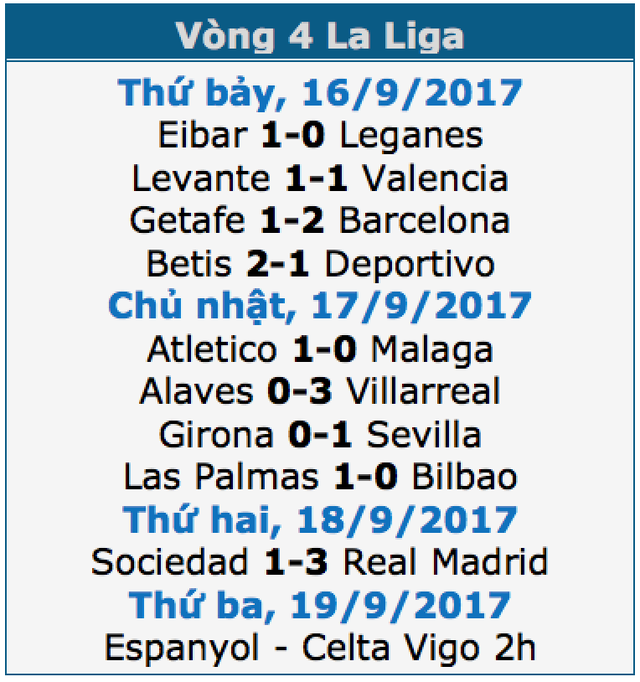 Vòng 4 La Liga
Thứ bảy, 16/9/2017
Eibar 1-0 Leganes
Levante 1-1 Valencia
Getafe 1-2 Barcelona
Betis 2-1 Deportivo
Chủ nhật, 17/9/2017
Atletico 1-0 Malaga
Alaves 0-3 Villarreal
Girona 0-1 Sevilla
Las Palmas 1-0 Bilbao
Thứ hai, 18/9/2017
Sociedad 1-3 Real Madrid
Thứ ba, 19/9/2017
Espanyol - Celta Vigo 2h